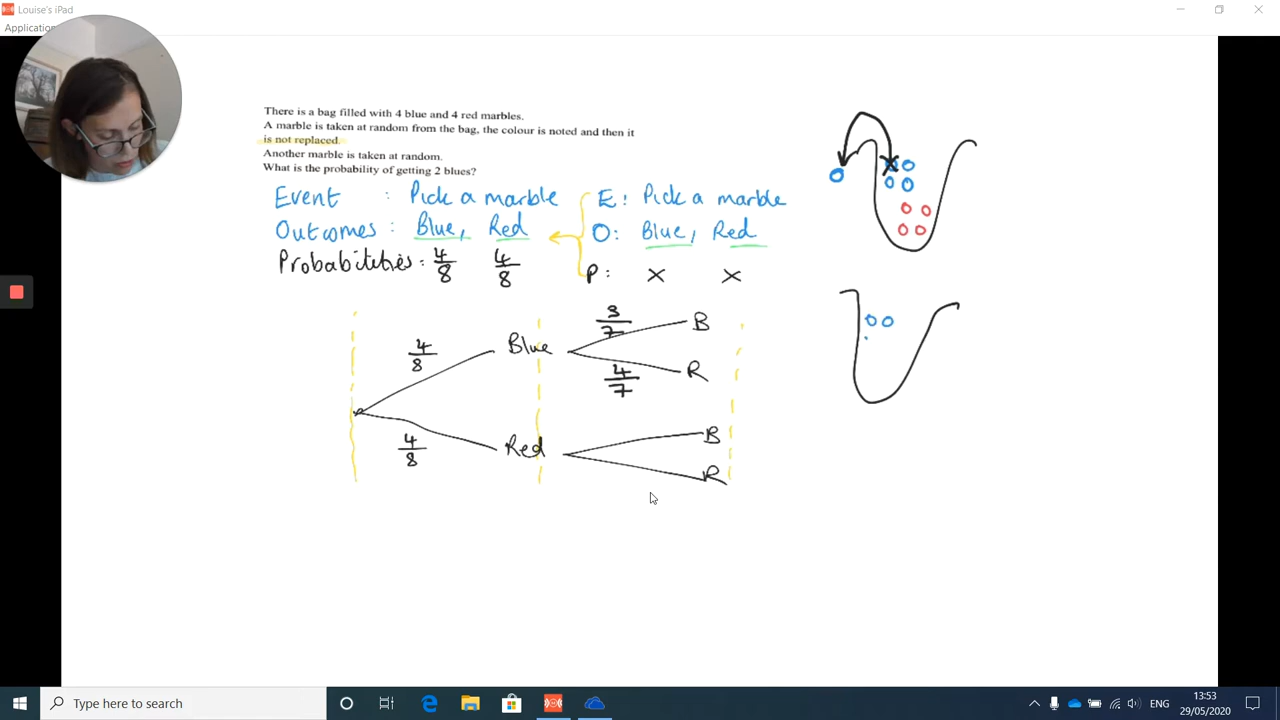 Louise's iPad
Application
There is a bag filled with 4 blue and 4 red marbles.
A marble is taken at random from the bag, the colour is noted and then it
is not replaced.
Another marble is taken at random.
What is the probability of getting 2 blues?
Event : Pick a marble
Outcomes : Blue, Red
Probabilities : 4/8 4/8
E : Pick a marble
O : Blue, Red
P : x x
4/8 Blue 3/7 B
4/7 R
4/8 Red B
R
Type here to search
ENG
13:53
29/05/2020